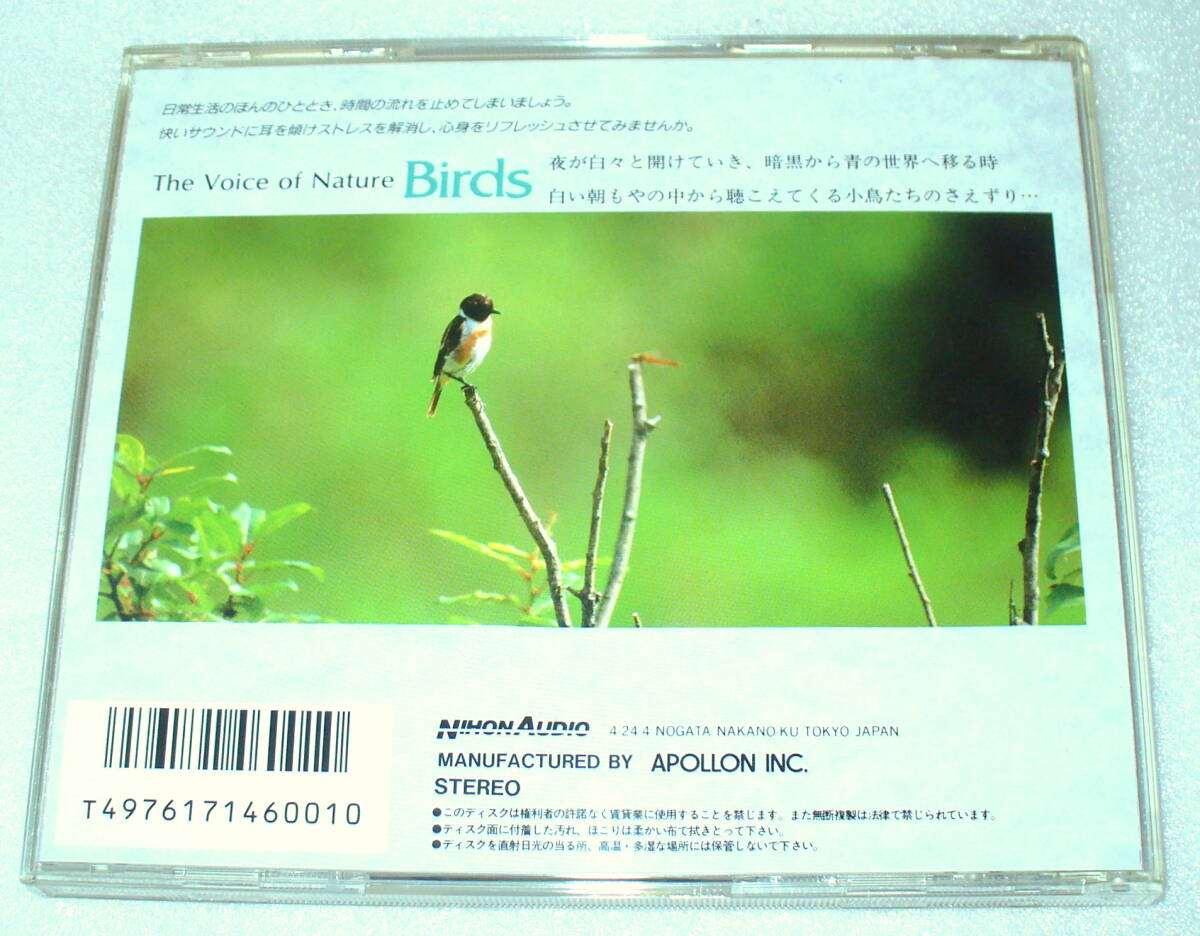 日常生活のほんのひととき、時間の流れを止めてしまいましょう。
快いサウンドに耳を傾けストレスを解消し、心身をリフレッシュさせてみませんか。
The Voice of Nature Birds
夜が白々と開けていき、暗黒から青の世界へ移る時
白い朝もやの中から聴こえてくる小鳥たちのさえずり…
T4976171460010
NIHON AUDIO 4 24 4 NOGATA NAKANO-KU TOKYO JAPAN
MANUFACTURED BY APOLLON INC.
STEREO
●このディスクは権利者の許諾なく賃貸業に使用することを禁じます。また無断複製は法律で禁じられています。
●ディスク面に付着した汚れ、ほこりは柔かい布で拭きとって下さい。
●ディスクを直射日光の当る所、高温・多湿な場所には保管しないで下さい。